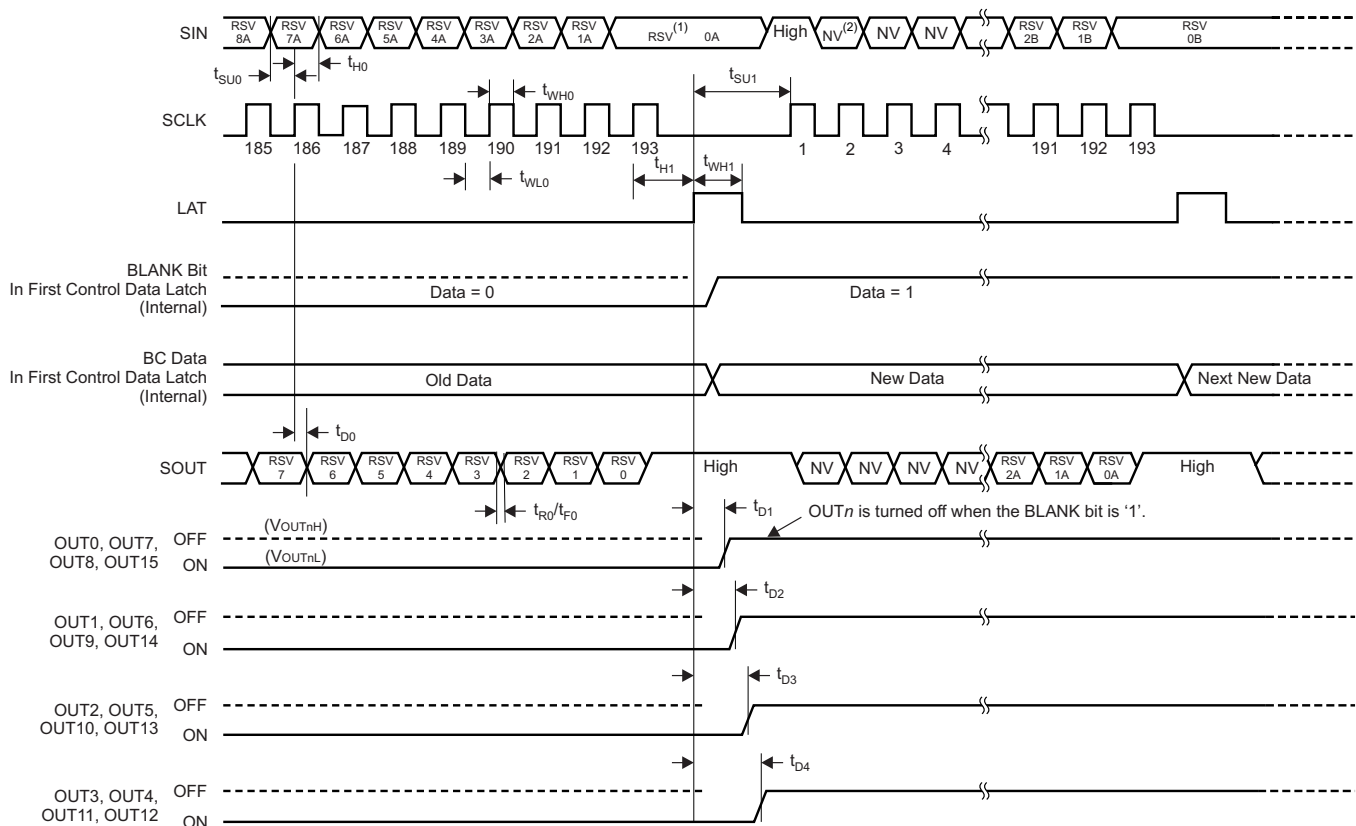 SIN
RSV 8A
RSV 7A
RSV 6A
RSV 5A
RSV 4A
RSV 3A
RSV 2A
RSV 1A
RSV(1) 0A
High
NV(2)
NV
NV
RSV 2B
RSV 1B
RSV 0B
tSU0
tH0
tWH0
tSU1
SCLK
185
186
187
188
189
190
191
192
193
1
2
3
4
191
192
193
tWL0
tH1
tWH1
LAT
BLANK Bit
In First Control Data Latch
(Internal)
Data = 0
Data = 1
BC Data
In First Control Data Latch
(Internal)
Old Data
New Data
Next New Data
tD0
SOUT
RSV 7
RSV 6
RSV 5
RSV 4
RSV 3
RSV 2
RSV 1
RSV 0
High
NV
NV
NV
NV
RSV 2A
RSV 1A
RSV 0A
High
tR0/tF0
tD1
OUTn is turned off when the BLANK bit is ‘1’.
OUT0, OUT7,
OUT8, OUT15
OFF
(VOUTnH)
ON
(VOUTnL)
tD2
OUT1, OUT6,
OUT9, OUT14
OFF
ON
tD3
OUT2, OUT5,
OUT10, OUT13
OFF
ON
tD4
OUT3, OUT4,
OUT11, OUT12
OFF
ON